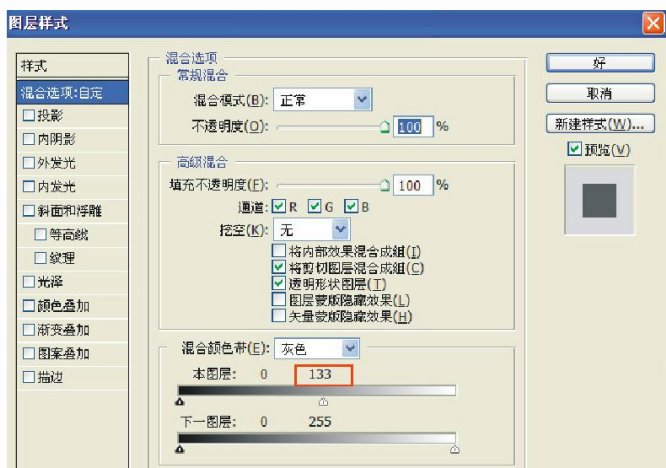 图层样式
样式
混合选项:自定
投影
内阴影
外发光
内发光
斜面和浮雕
等高线
纹理
光泽
颜色叠加
渐变叠加
图案叠加
描边
混合选项
常规混合
混合模式(B): 正常
不透明度(O): 100 %
高级混合
填充不透明度(F): 100 %
通道: R G B
挖空(K): 无
将内部效果混合成组(I)
将剪切图层混合成组(C)
透明形状图层(T)
图层蒙版隐藏效果(L)
矢量蒙版隐藏效果(H)
混合颜色带(E): 灰色
本图层: 0 133
下一图层: 0 255
好
取消
新建样式(W)...
预览(V)